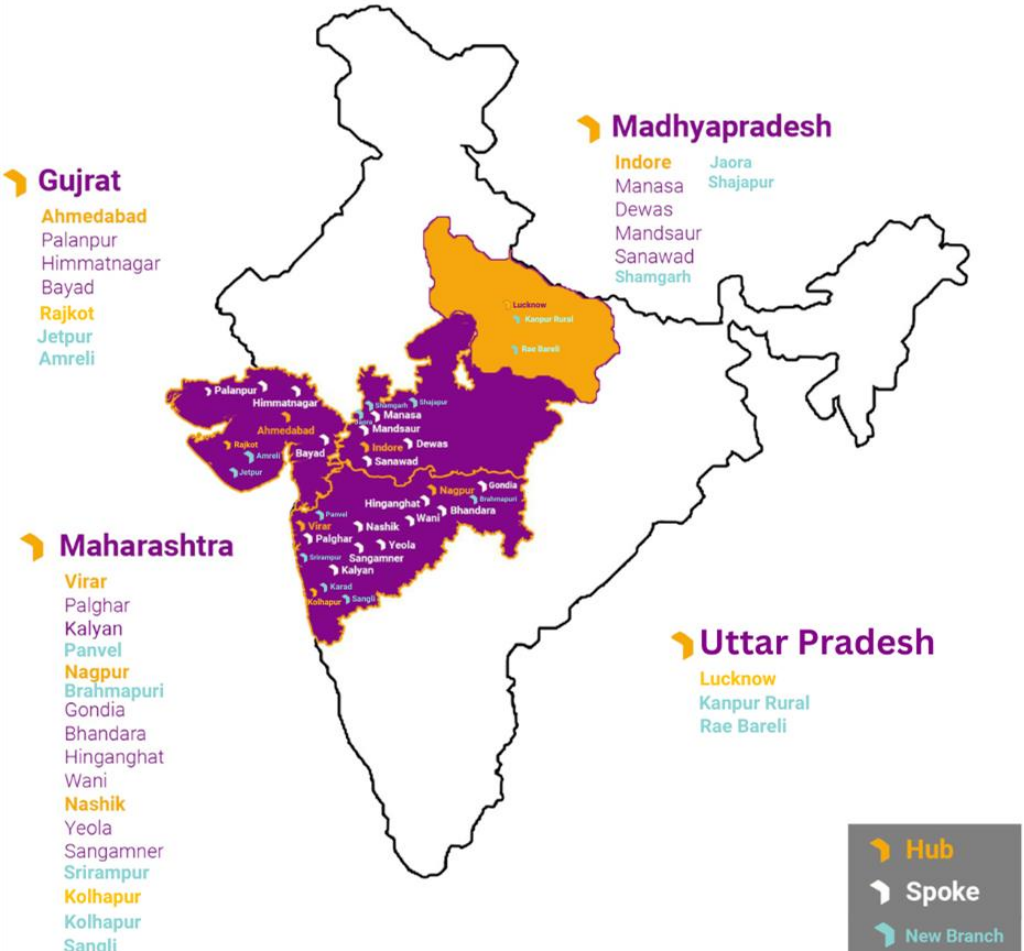 Gujrat
Ahmedabad
Palanpur
Himmatnagar
Bayad
Rajkot
Jetpur
Amreli
Madhyapradesh
Indore
Manasa
Dewas
Mandsaur
Sanawad
Shamgarh
Jaora
Shajapur
Lucknow
Kanpur Rural
Rae Bareli
Palanpur
Himmatnagar
Ahmedabad
Rajkot
Amreli
Jetpur
Bayad
Shamgarh
Shajapur
Jaora
Manasa
Mandsaur
Indore
Dewas
Sanawad
Nagpur
Gondia
Brahmapuri
Hinganghat
Bhandara
Wani
Panvel
Virar
Nashik
Palghar
Yeola
Sangamner
Srirampur
Kalyan
Karad
Kolhapur
Sangli
Maharashtra
Virar
Palghar
Kalyan
Panvel
Nagpur
Brahmapuri
Gondia
Bhandara
Hinganghat
Wani
Nashik
Yeola
Sangamner
Srirampur
Kolhapur
Kolhapur
Sangli
Uttar Pradesh
Lucknow
Kanpur Rural
Rae Bareli
Hub
Spoke
New Branch